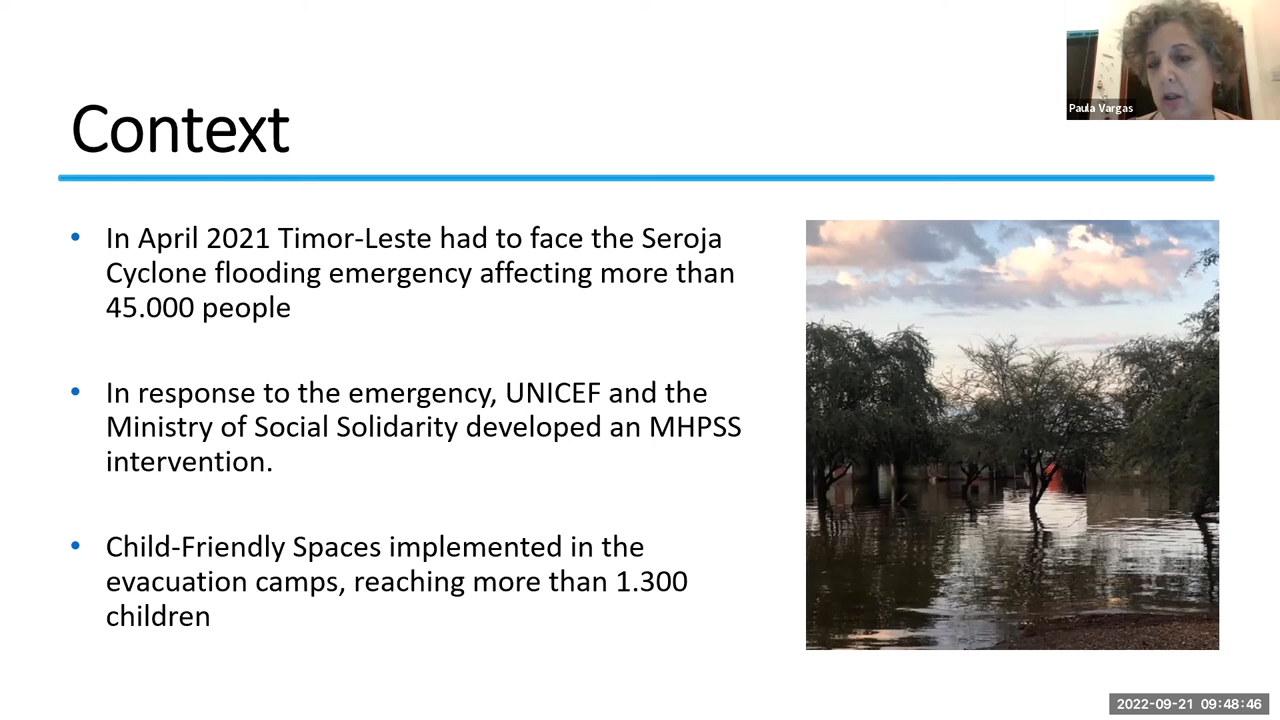 Paula Vargas
Context
• In April 2021 Timor-Leste had to face the Seroja
Cyclone flooding emergency affecting more than
45.000 people
• In response to the emergency, UNICEF and the
Ministry of Social Solidarity developed an MHPSS
intervention.
• Child-Friendly Spaces implemented in the
evacuation camps, reaching more than 1.300
children
2022-09-21 09:48:46